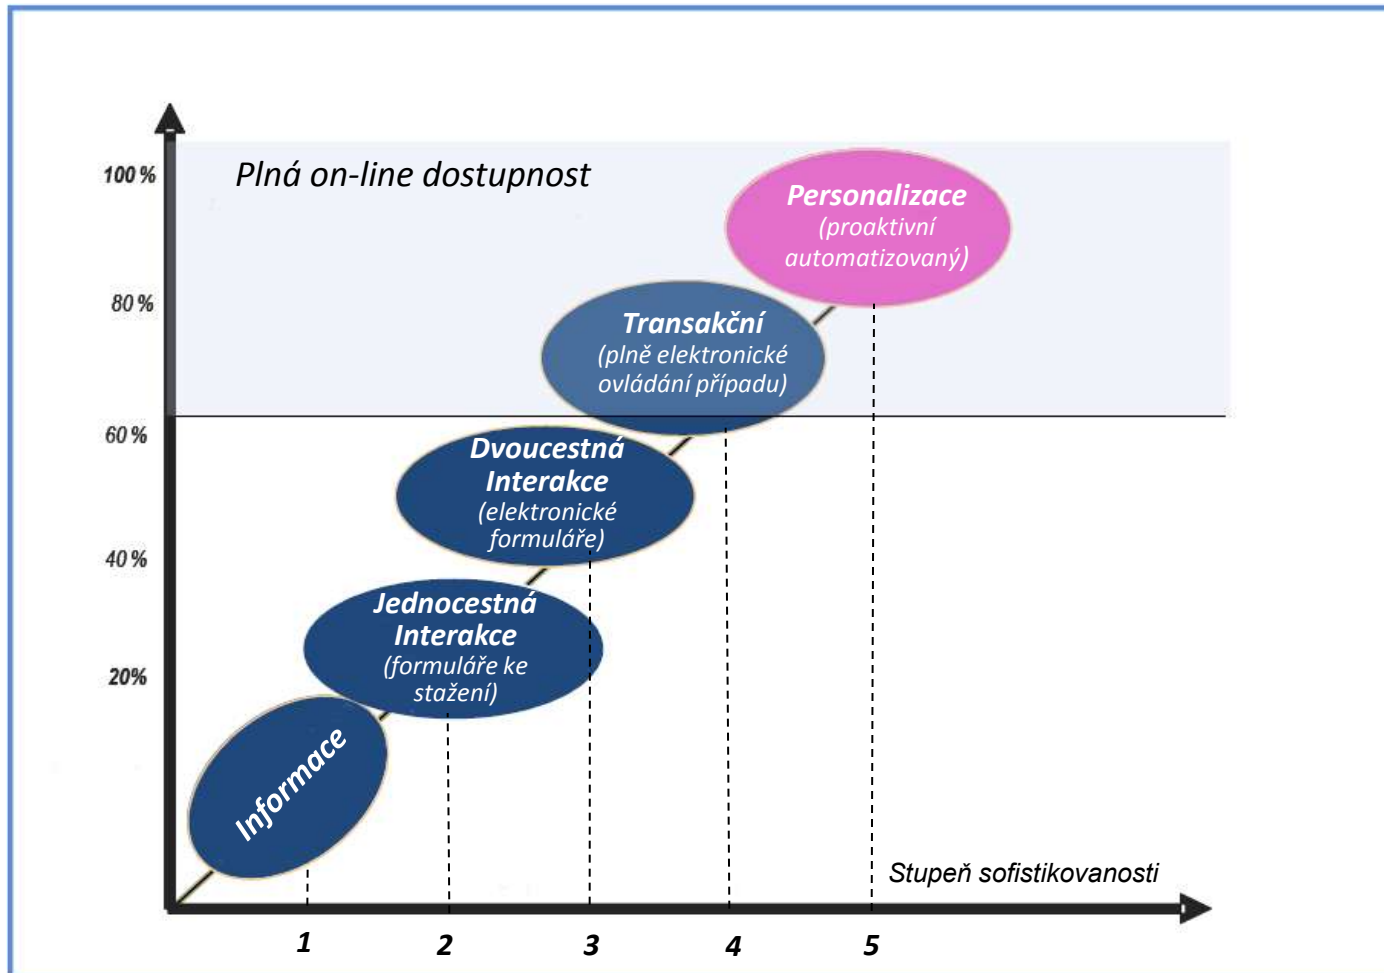 100 %
Plná on-line dostupnost
Personalizace
(proaktivní
automatizovaný)
80 %
Transakční
(plně elektronické
ovládání případu)
60 %
Dvoucestná
Interakce
(elektronické
formuláře)
40 %
Jednocestná
Interakce
(formuláře ke
stažení)
20%
Informace
Stupeň sofistikovanosti
1 2 3 4 5